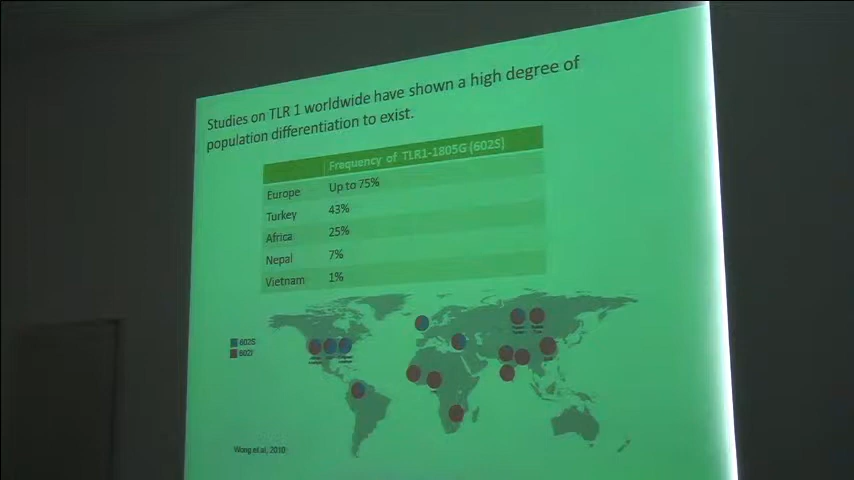 Studies on TLR 1 worldwide have shown a high degree of
population differentiation to exist.
Frequency of TLR1-1805G (602S)
Europe Up to 75%
Turkey 43%
Africa 25%
Nepal 7%
Vietnam 1%
602S
602I
Wong et al, 2010